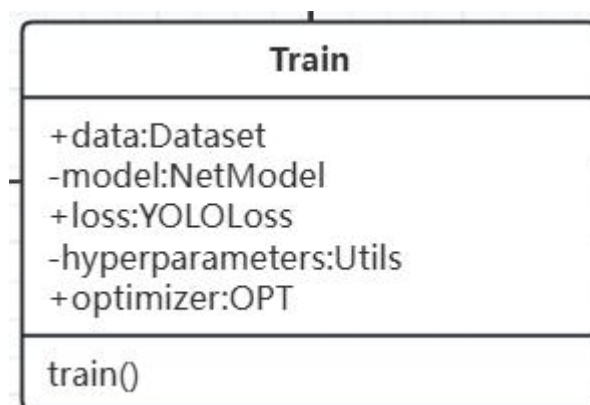 Train
+data:Dataset
-model:NetModel
+loss:YOLOLoss
-hyperparameters:Utils
+optimizer:OPT
train()